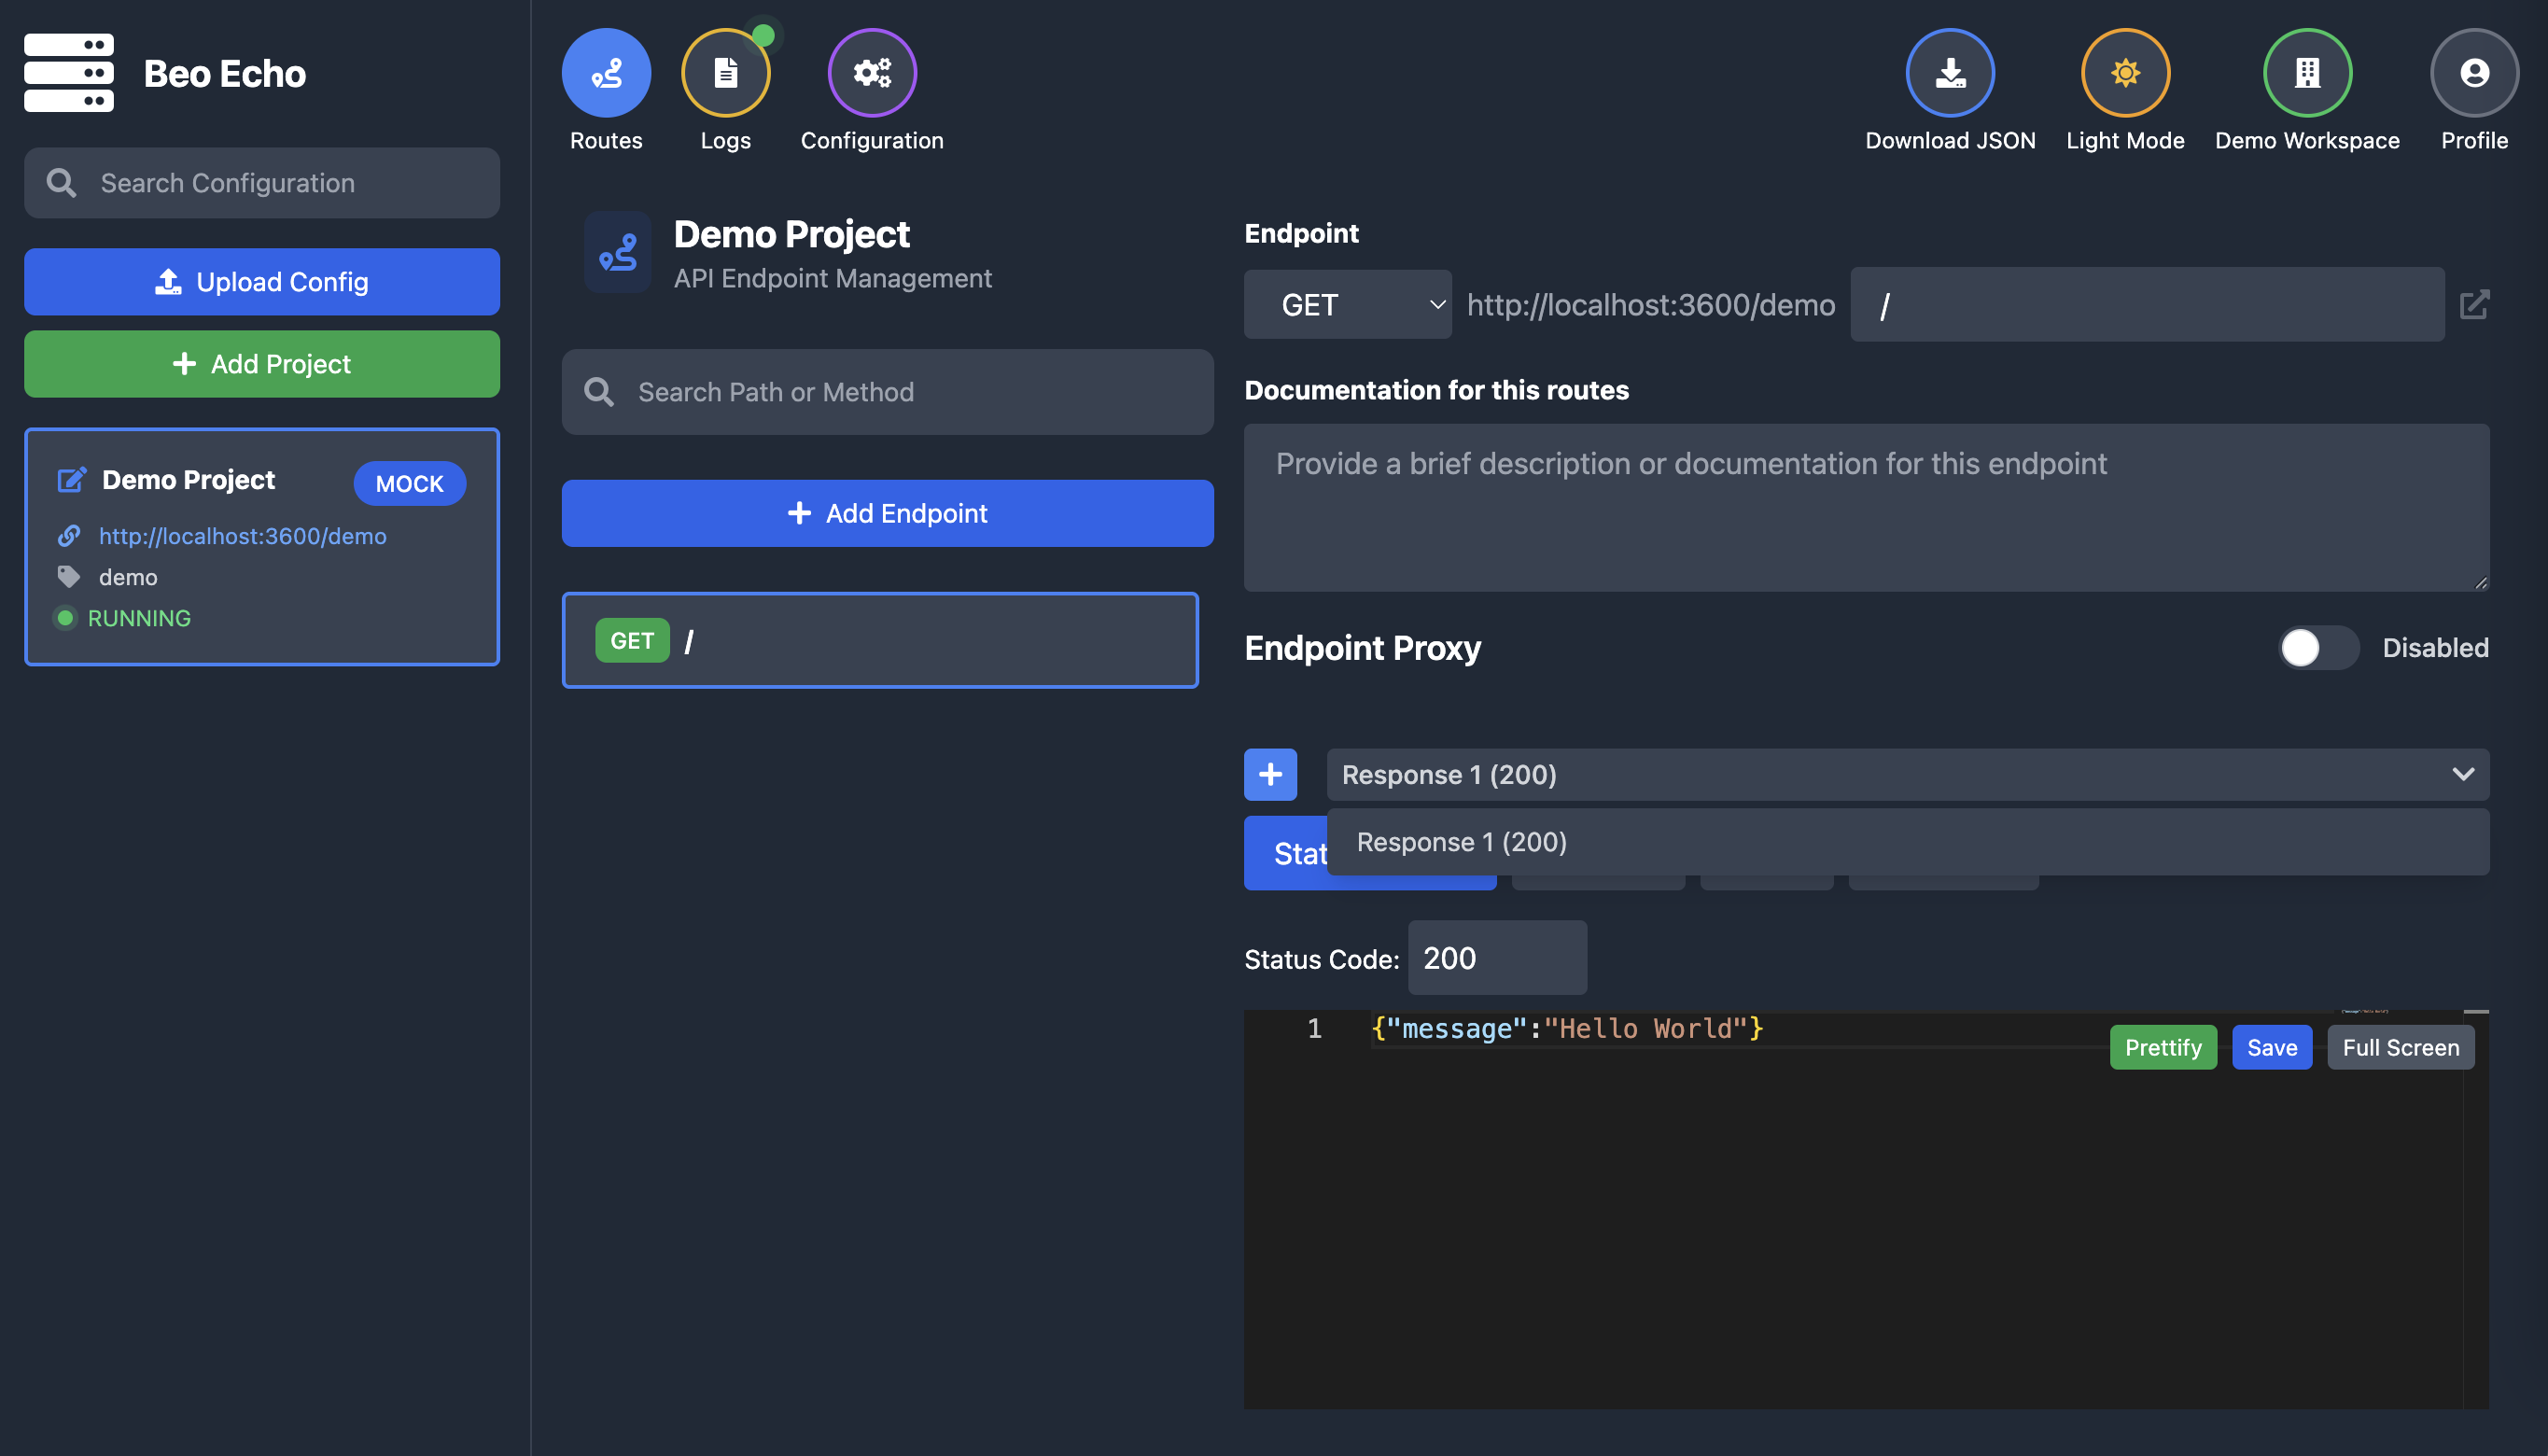 Beo Echo
Search Configuration
Upload Config
Add Project
Demo Project
MOCK
http://localhost:3600/demo
demo
RUNNING
Routes
Logs
Configuration
Download JSON
Light Mode
Demo Workspace
Profile
Demo Project
API Endpoint Management
Search Path or Method
Add Endpoint
GET /
Endpoint
GET http://localhost:3600/demo /
Documentation for this routes
Provide a brief description or documentation for this endpoint
Endpoint Proxy
Disabled
Response 1 (200)
Response 1 (200)
Status Code: 200
1 {"message":"Hello World"}
Prettify
Save
Full Screen